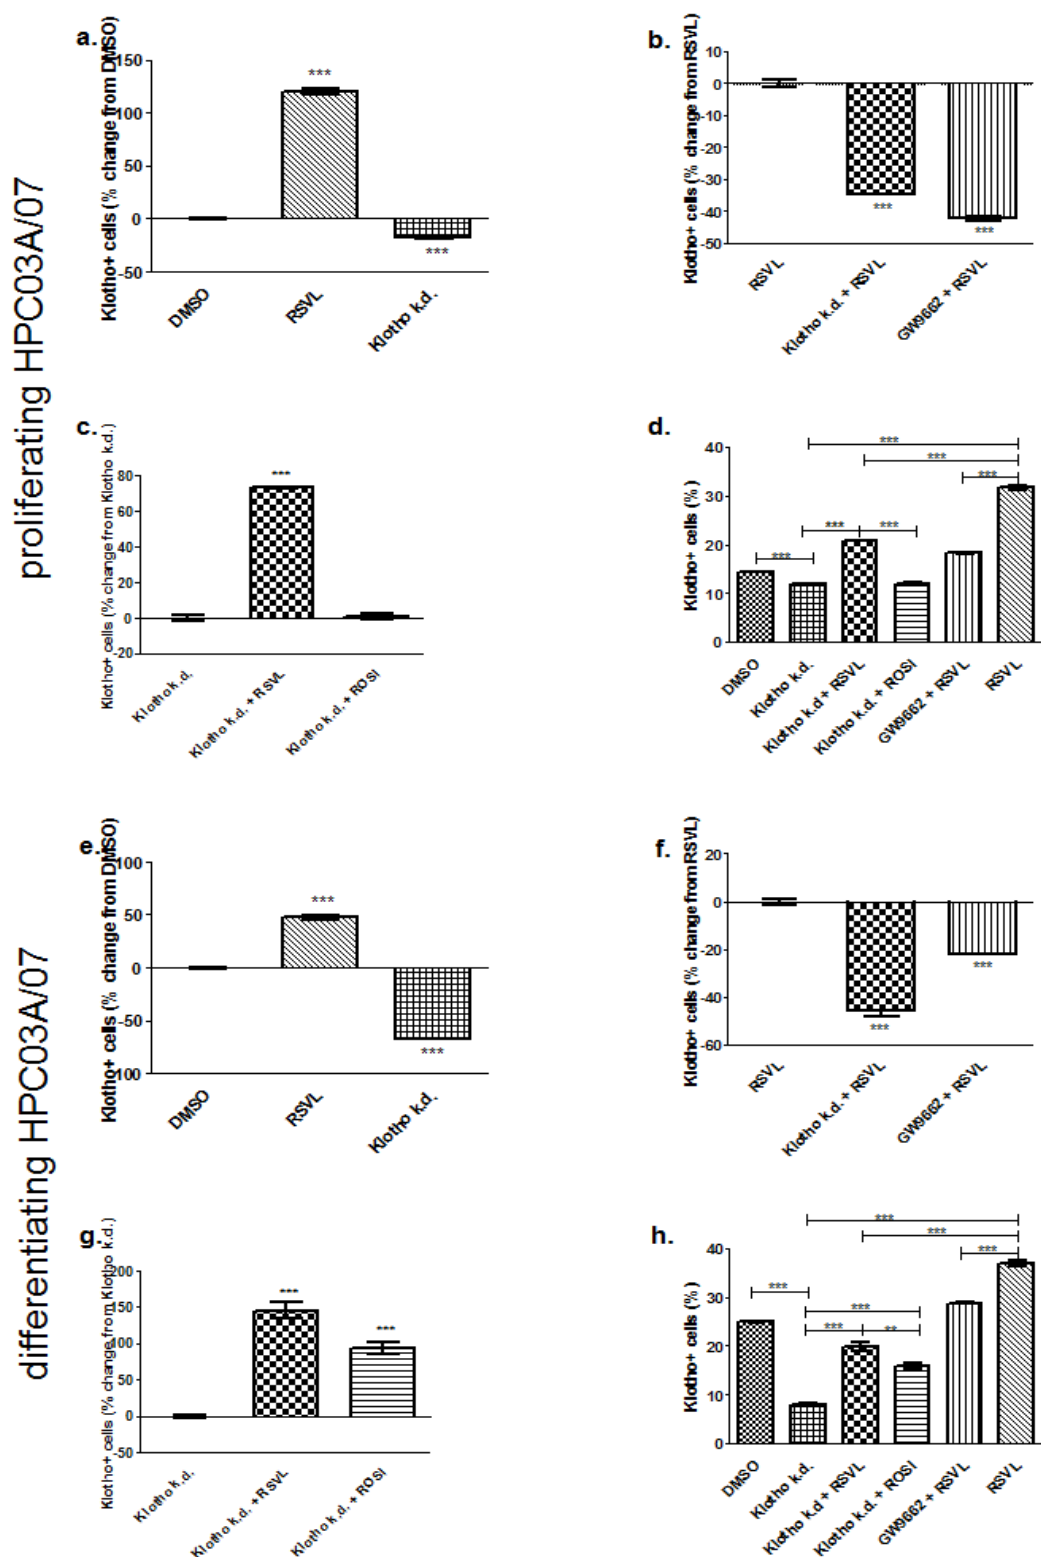 proliferating HPC03A/07
a.
Klotho+ cells (% change from DMSO)
150
100
50
0
-50
***
***
DMSO
RSVL
Klotho k.d.
b.
Klotho+ cells (% change from RSVL)
10
0
-10
-20
-30
-40
-50
***
***
RSVL
Klotho k.d. + RSVL
GW9662 + RSVL
c.
Klotho+ cells (% change from Klotho k.d.)
80
60
40
20
0
-20
***
Klotho k.d.
Klotho k.d. + RSVL
Klotho k.d. + ROSI
d.
Klotho+ cells (%)
40
30
20
10
0
***
***
***
***
***
***
DMSO
Klotho k.d.
Klotho k.d+ RSVL
Klotho k.d. + ROSI
GW9662 + RSVL
RSVL
differentiating HPC03A/07
e.
Klotho+ cells (% change from DMSO)
100
50
0
-50
-100
***
***
DMSO
RSVL
Klotho k.d.
f.
Klotho+ cells (% change from RSVL)
20
0
-20
-40
-60
***
***
RSVL
Klotho k.d. + RSVL
GW9662 + RSVL
g.
Klotho+ cells (% change from Klotho k.d.)
200
150
100
50
0
-50
***
***
Klotho k.d.
Klotho k.d. + RSVL
Klotho k.d. + ROSI
h.
Klotho+ cells (%)
40
30
20
10
0
***
***
***
***
***
***
**
DMSO
Klotho k.d.
Klotho k.d + RSVL
Klotho k.d. + ROSI
GW9662 + RSVL
RSVL